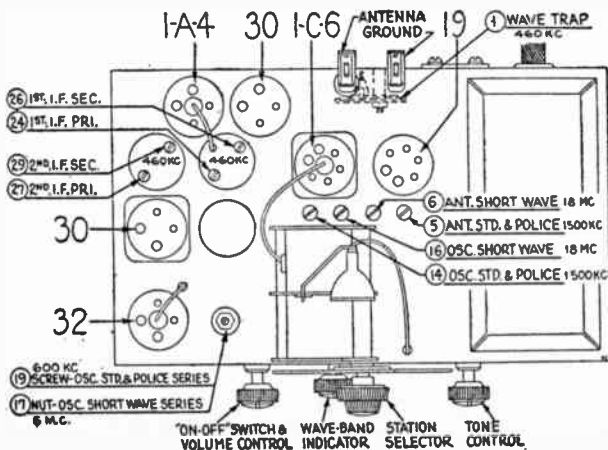 1-A-4
30
1-C-6
ANTENNA
GROUND
19
1 WAVE TRAP
460 KC
26 1ST. I.F. SEC.
24 1ST. I.F. PRI.
29 2ND. I.F. SEC.
27 2ND. I.F. PRI.
460KC
460KC
6 ANT. SHORT WAVE 18 MC
5 ANT. STD. & POLICE 1500KC
16 OSC. SHORT WAVE 18 MC
14 OSC. STD. & POLICE 1500KC
30
32
600 KC
19 SCREW-OSC. STD. & POLICE SERIES
17 NUT-OSC. SHORT WAVE SERIES
6 M.C.
"ON-OFF" SWITCH &
VOLUME CONTROL
WAVE-BAND
INDICATOR
STATION
SELECTOR
TONE
CONTROL